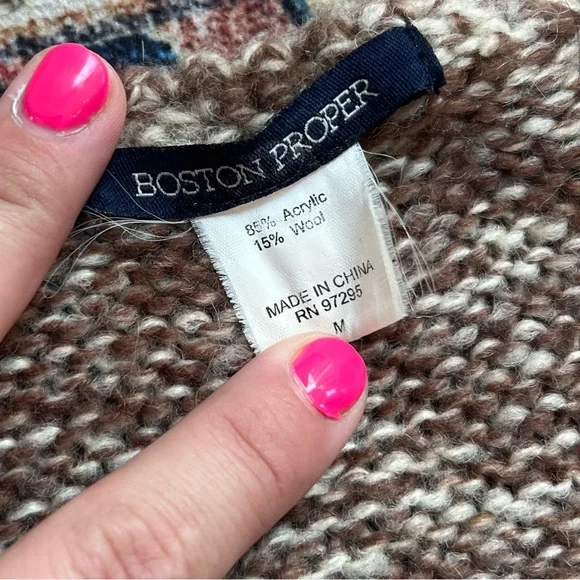 BOSTON PROPER
85% Acrylic
15% Wool
MADE IN CHINA
RN 97295
M